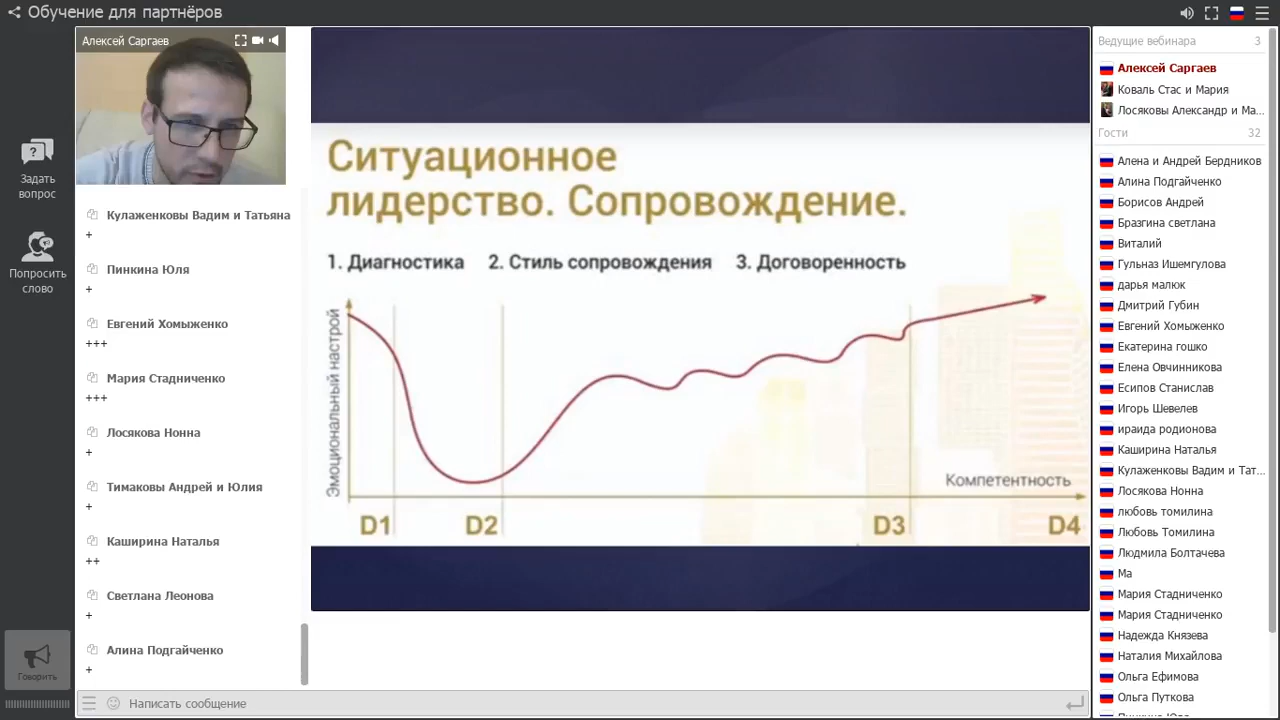 Обучение для партнёров
Алексей Саргаев
Задать
вопрос
Попросить
слово
Говорить
Кулаженковы Вадим и Татьяна
+
Пинкина Юля
+
Евгений Хомыженко
+++
Мария Стадниченко
+++
Лосякова Нонна
+
Тимаковы Андрей и Юлия
+
Каширина Наталья
++
Светлана Леонова
+
Алина Подгайченко
+
Написать сообщение
Ситуационное
лидерство. Сопровождение.
1. Диагностика 2. Стиль сопровождения 3. Договоренность
Эмоциональный настрой
Компетентность
D1 D2 D3 D4
Ведущие вебинара 3
Алексей Саргаев
Коваль Стас и Мария
Лосяковы Александр и Ма...
Гости 32
Алена и Андрей Бердников
Алина Подгайченко
Борисов Андрей
Бразгина светлана
Виталий
Гульназ Ишемгулова
дарья малюк
Дмитрий Губин
Евгений Хомыженко
Екатерина гошко
Елена Овчинникова
Есипов Станислав
Игорь Шевелев
ираида родионова
Каширина Наталья
Кулаженковы Вадим и Тат...
Лосякова Нонна
любовь томилина
Любовь Томилина
Людмила Болтачева
Ма
Мария Стадниченко
Мария Стадниченко
Надежда Князева
Наталия Михайлова
Ольга Ефимова
Ольга Путкова